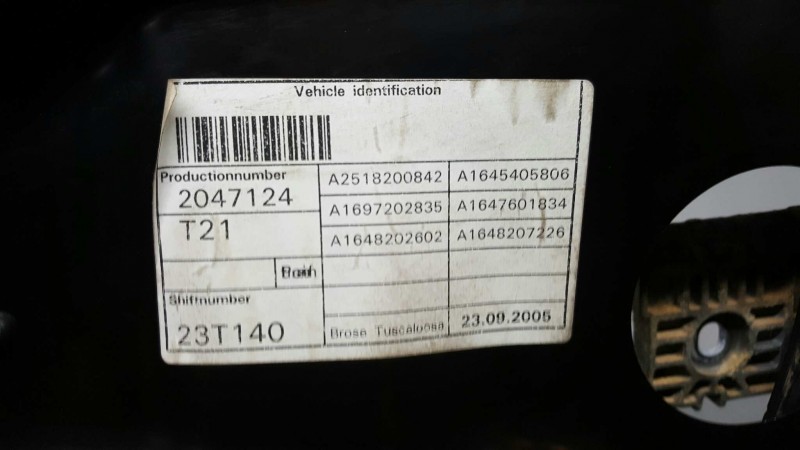 Vehicle identification
Productionnumber
2047124
T21
Shiftnumber
23T140
A2518200842 A1645405806
A1697202835 A1647601834
A1648202602 A1648207226
Brose Tuscaloosa 23.09.2005